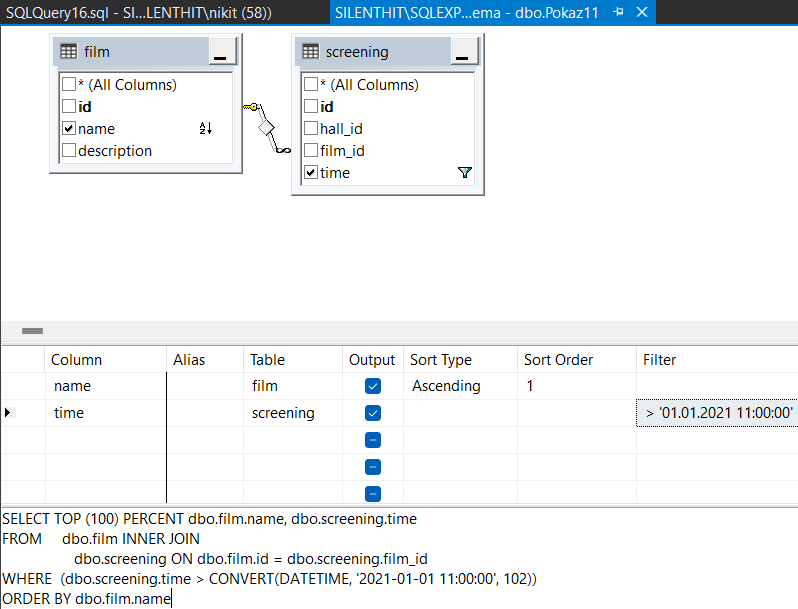 SQLQuery16.sql - SI...LENTHIT\nikit (58))
SILENTHIT\SQLEXP...ema - dbo.Pokaz11
film
* (All Columns)
id
name
description
screening
* (All Columns)
id
hall_id
film_id
time
Column Alias Table Output Sort Type Sort Order Filter
name film Ascending 1
time screening > '01.01.2021 11:00:00'
SELECT TOP (100) PERCENT dbo.film.name, dbo.screening.time
FROM dbo.film INNER JOIN
dbo.screening ON dbo.film.id = dbo.screening.film_id
WHERE (dbo.screening.time > CONVERT(DATETIME, '2021-01-01 11:00:00', 102))
ORDER BY dbo.film.name